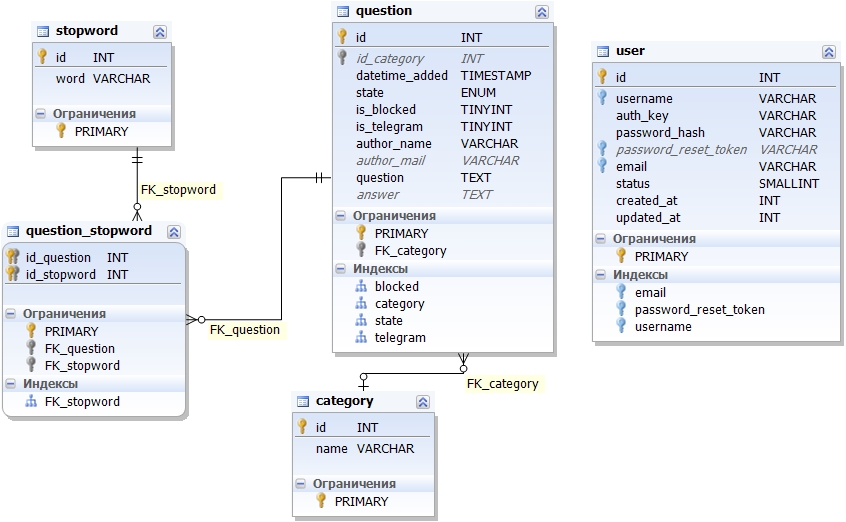 stopword
id INT
word VARCHAR
Ограничения
PRIMARY
FK_stopword
question_stopword
id_question INT
id_stopword INT
Ограничения
PRIMARY
FK_question
FK_stopword
Индексы
FK_stopword
FK_question
question
id INT
id_category INT
datetime_added TIMESTAMP
state ENUM
is_blocked TINYINT
is_telegram TINYINT
author_name VARCHAR
author_mail VARCHAR
question TEXT
answer TEXT
Ограничения
PRIMARY
FK_category
Индексы
blocked
category
state
telegram
FK_category
category
id INT
name VARCHAR
Ограничения
PRIMARY
user
id INT
username VARCHAR
auth_key VARCHAR
password_hash VARCHAR
password_reset_token VARCHAR
email VARCHAR
status SMALLINT
created_at INT
updated_at INT
Ограничения
PRIMARY
Индексы
email
password_reset_token
username